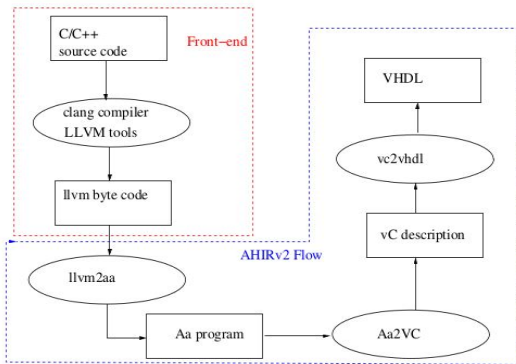 C/C++
source code
Front-end
clang compiler
LLVM tools
llvm byte code
AHIRv2 Flow
llvm2aa
Aa program
Aa2VC
vC description
vc2vhdl
VHDL